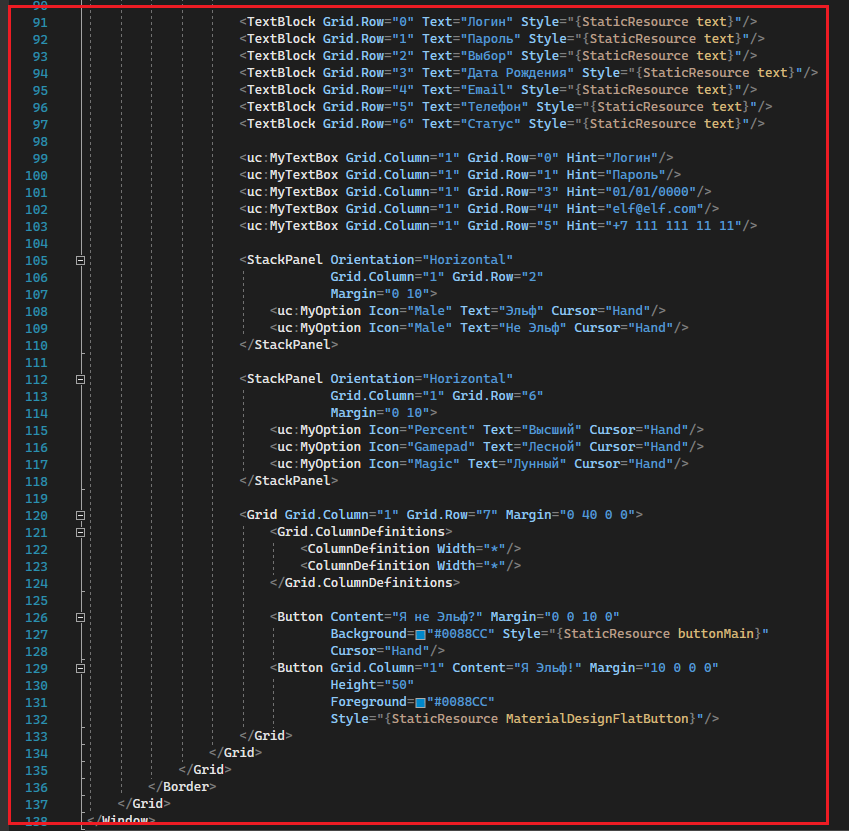 90
91 <TextBlock Grid.Row="0" Text="Логин" Style="{StaticResource text}"/>
92 <TextBlock Grid.Row="1" Text="Пароль" Style="{StaticResource text}"/>
93 <TextBlock Grid.Row="2" Text="Выбор" Style="{StaticResource text}"/>
94 <TextBlock Grid.Row="3" Text="Дата Рождения" Style="{StaticResource text}"/>
95 <TextBlock Grid.Row="4" Text="Email" Style="{StaticResource text}"/>
96 <TextBlock Grid.Row="5" Text="Телефон" Style="{StaticResource text}"/>
97 <TextBlock Grid.Row="6" Text="Статус" Style="{StaticResource text}"/>
98
99 <uc:MyTextBox Grid.Column="1" Grid.Row="0" Hint="Логин"/>
100 <uc:MyTextBox Grid.Column="1" Grid.Row="1" Hint="Пароль"/>
101 <uc:MyTextBox Grid.Column="1" Grid.Row="3" Hint="01/01/0000"/>
102 <uc:MyTextBox Grid.Column="1" Grid.Row="4" Hint="elf@elf.com"/>
103 <uc:MyTextBox Grid.Column="1" Grid.Row="5" Hint="+7 111 111 11 11"/>
104
105 <StackPanel Orientation="Horizontal"
106 Grid.Column="1" Grid.Row="2"
107 Margin="0 10">
108 <uc:MyOption Icon="Male" Text="Эльф" Cursor="Hand"/>
109 <uc:MyOption Icon="Male" Text="Не Эльф" Cursor="Hand"/>
110 </StackPanel>
111
112 <StackPanel Orientation="Horizontal"
113 Grid.Column="1" Grid.Row="6"
114 Margin="0 10">
115 <uc:MyOption Icon="Percent" Text="Высший" Cursor="Hand"/>
116 <uc:MyOption Icon="Gamepad" Text="Лесной" Cursor="Hand"/>
117 <uc:MyOption Icon="Magic" Text="Лунный" Cursor="Hand"/>
118 </StackPanel>
119
120 <Grid Grid.Column="1" Grid.Row="7" Margin="0 40 0 0">
121 <Grid.ColumnDefinitions>
122 <ColumnDefinition Width="*"/>
123 <ColumnDefinition Width="*"/>
124 </Grid.ColumnDefinitions>
125
126 <Button Content="Я не Эльф?" Margin="0 0 10 0"
127 Background="#0088CC" Style="{StaticResource buttonMain}"
128 Cursor="Hand"/>
129 <Button Grid.Column="1" Content="Я Эльф!" Margin="10 0 0 0"
130 Height="50"
131 Foreground="#0088CC"
132 Style="{StaticResource MaterialDesignFlatButton}"/>
133 </Grid>
134 </Grid>
135 </Grid>
136 </Border>
137 </Grid>
138 </Window>